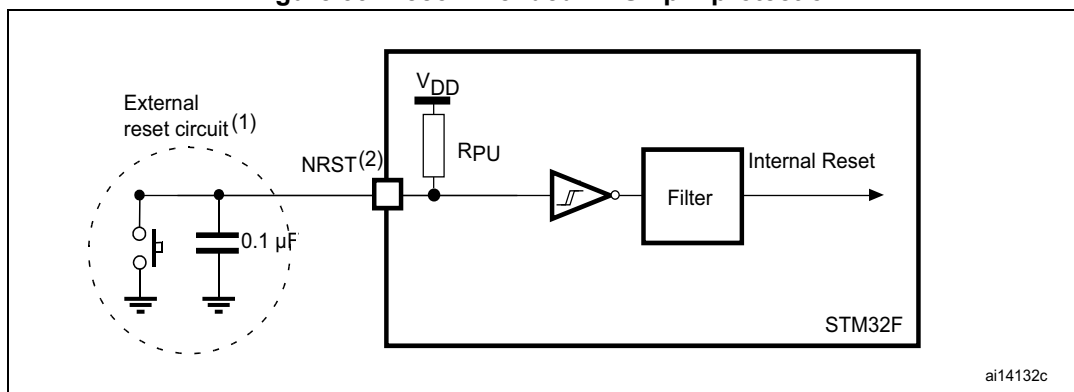 VDD
External
reset circuit(1)
NRST(2)
RPU
Internal Reset
Filter
0.1 µF
STM32F
ai14132c